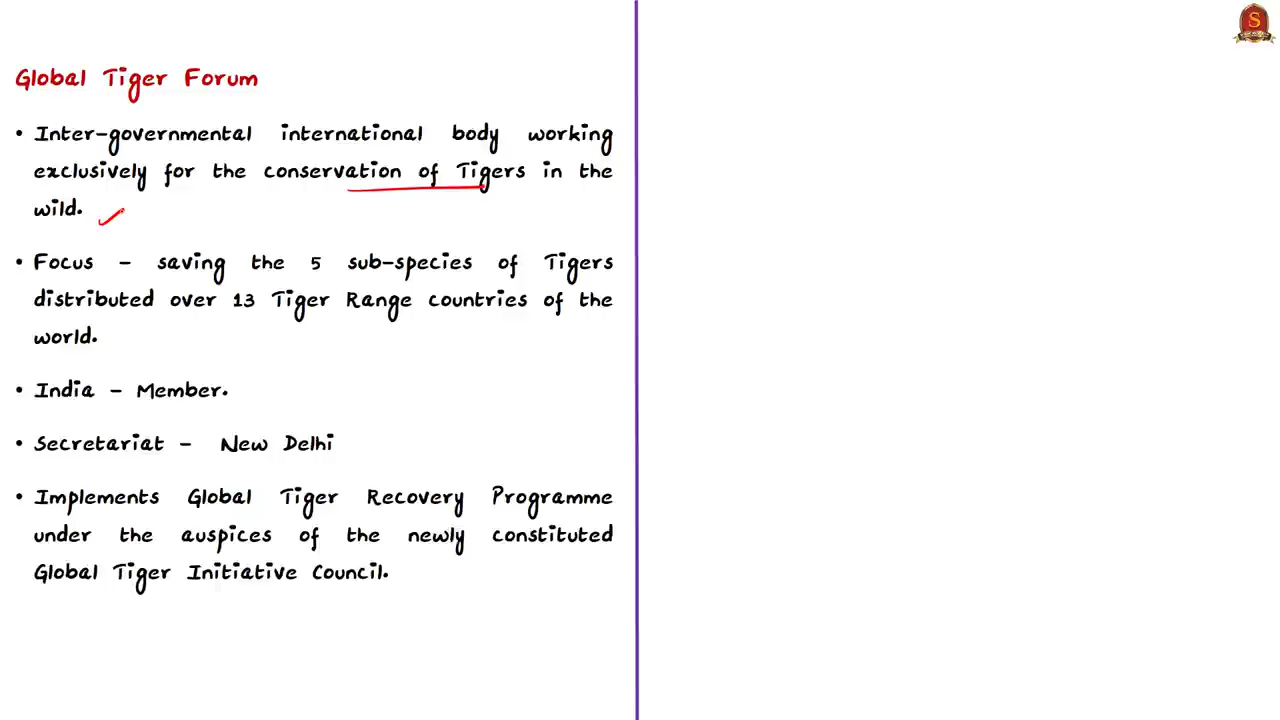 Global Tiger Forum
• Inter-governmental international body working
exclusively for the conservation of Tigers in the
wild.
• Focus – saving the 5 sub-species of Tigers
distributed over 13 Tiger Range countries of the
world.
• India – Member.
• Secretariat – New Delhi
• Implements Global Tiger Recovery Programme
under the auspices of the newly constituted
Global Tiger Initiative Council.
S